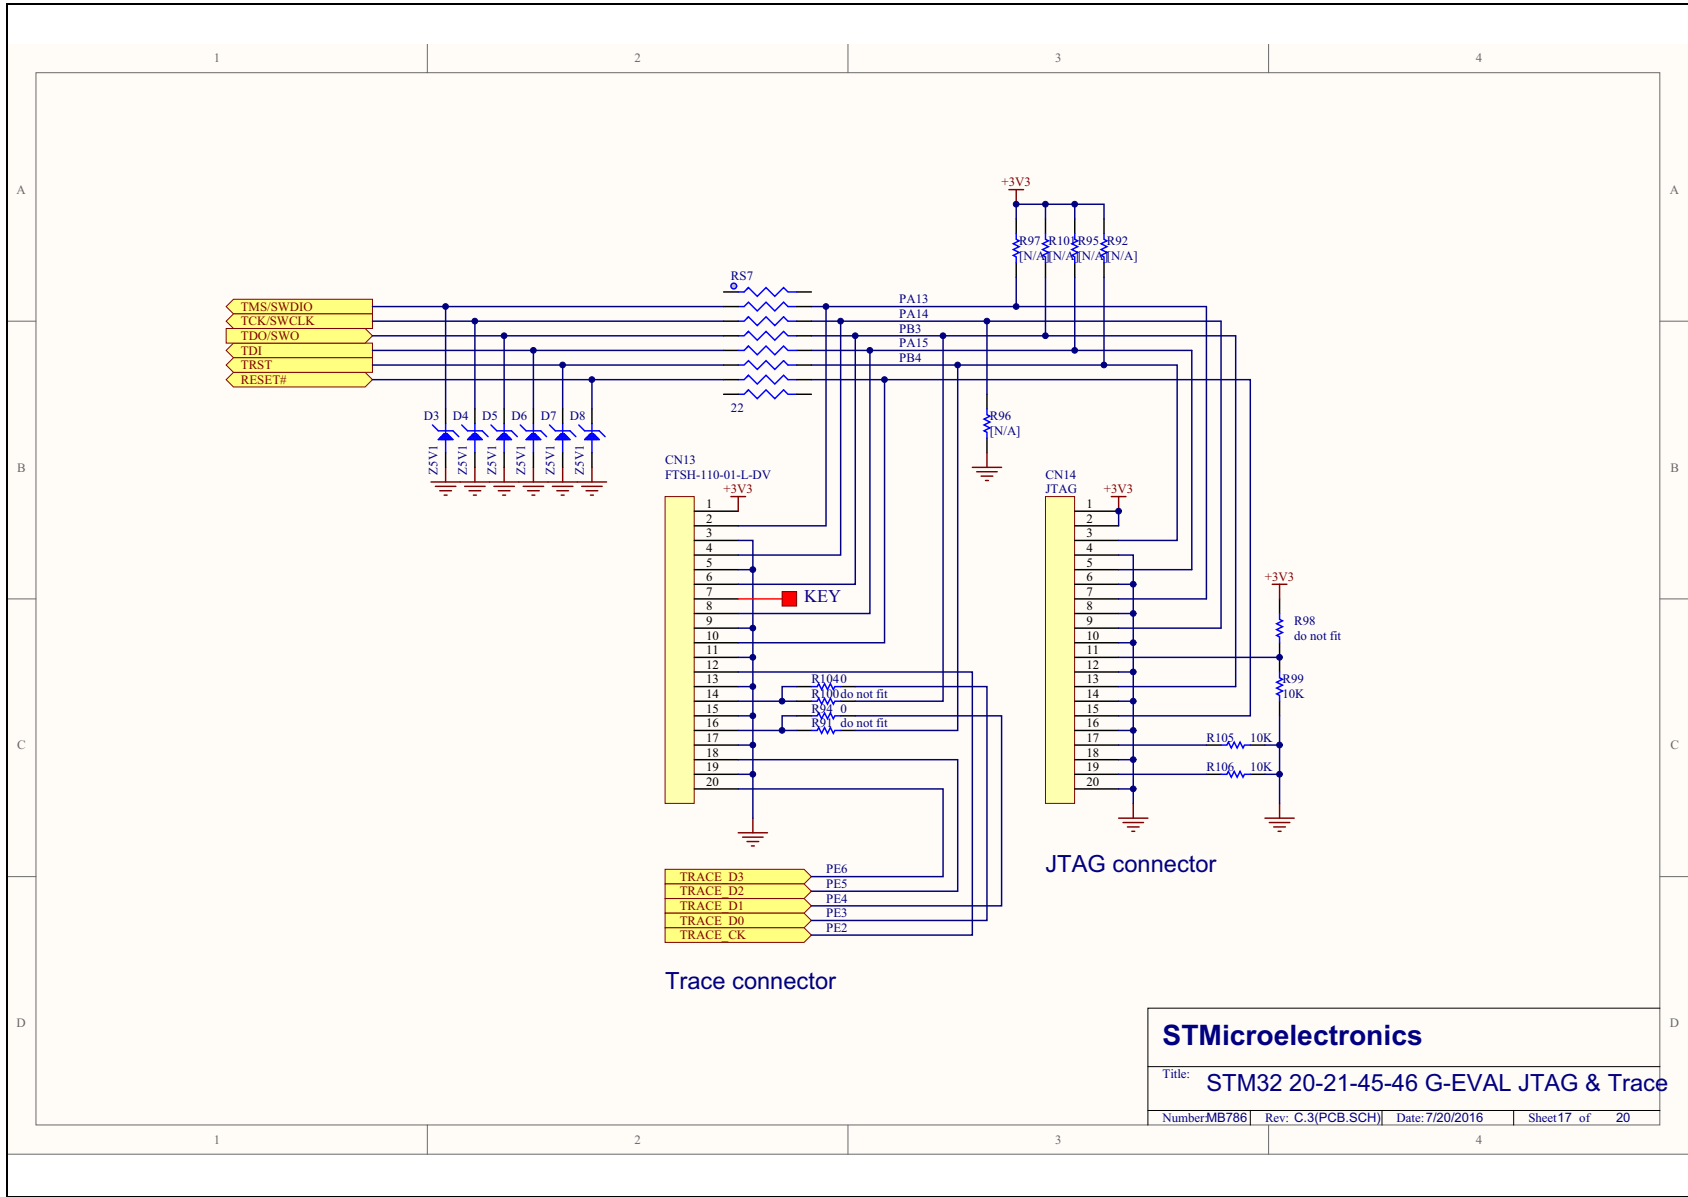 1 2 3 4
A A
+3V3
R97 R101 R95 R92
[N/A] [N/A] [N/A] [N/A]
RS7
TMS/SWDIO PA13
TCK/SWCLK PA14
TDO/SWO PB3
TDI PA15
TRST PB4
RESET#
22
D3 D4 D5 D6 D7 D8
Z5V1 Z5V1 Z5V1 Z5V1 Z5V1 Z5V1
R96
[N/A]
B B
CN13
FTSH-110-01-L-DV
+3V3
1
2
3
4
5
6
7 KEY
8
9
10
11
12
13
14
15
16
17
18
19
20
R104 0
R100 do not fit
R94 0
R91 do not fit
CN14
JTAG
+3V3
1
2
3
4
5
6
7
8
9
10
11
12
13
14
15
16
17
18
19
20
+3V3
R98
do not fit
R99
10K
R105 10K
R106 10K
C C
JTAG connector
TRACE_D3 PE6
TRACE_D2 PE5
TRACE_D1 PE4
TRACE_D0 PE3
TRACE_CK PE2
Trace connector
D D
STMicroelectronics
Title: STM32 20-21-45-46 G-EVAL JTAG & Trace
Number:MB786 Rev: C.3(PCB.SCH) Date:7/20/2016 Sheet 17 of 20
1 2 3 4